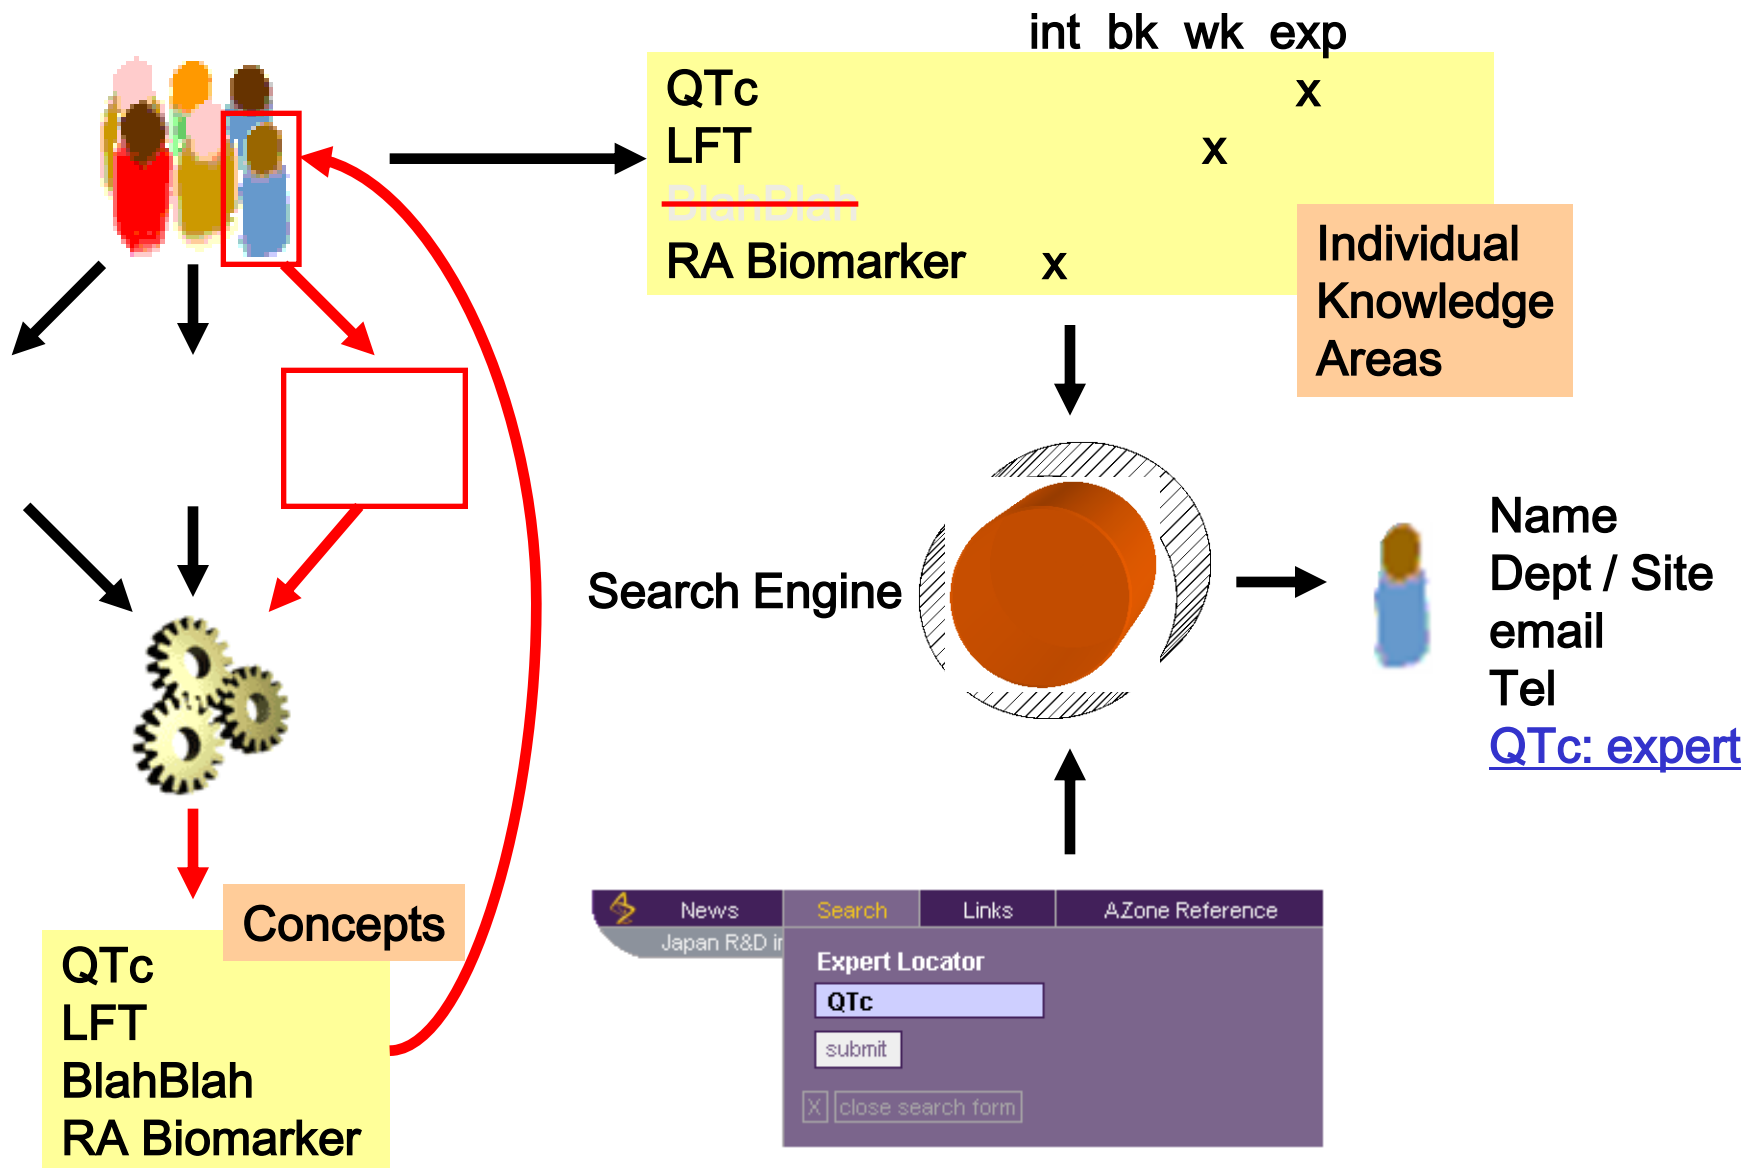 int bk wk exp
QTc x
LFT x
BlahBlah
RA Biomarker x
Individual
Knowledge
Areas
Search Engine
Name
Dept / Site
email
Tel
QTc: expert
Concepts
QTc
LFT
BlahBlah
RA Biomarker
News Search Links AZone Reference
Japan R&D in
Expert Locator
QTc
submit
X close search form